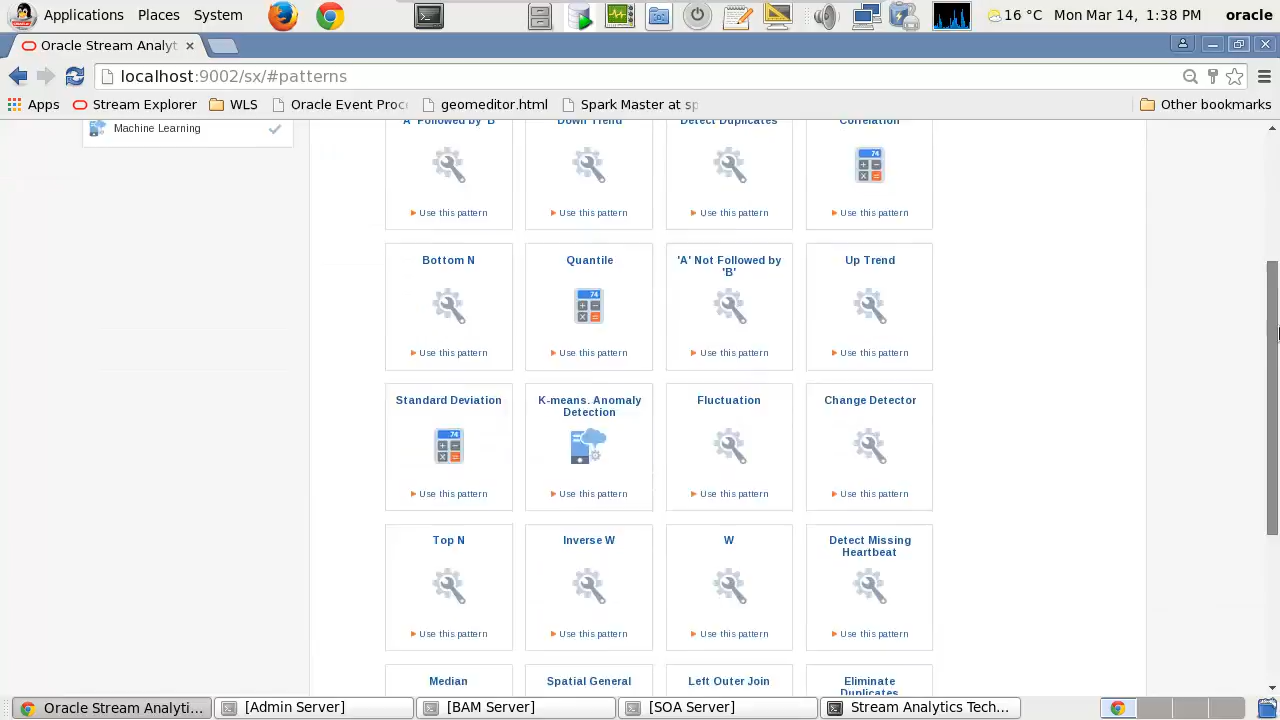 Applications Places System 16 °C Mon Mar 14, 1:38 PM oracle
Oracle Stream Analyt ×
localhost:9002/sx/#patterns
Apps Stream Explorer WLS Oracle Event Proc geomeditor.html Spark Master at sp Other bookmarks
'A' Followed by 'B' Down Trend Detect Duplicates Correlation
Machine Learning
74
Use this pattern Use this pattern Use this pattern Use this pattern
Bottom N Quantile 'A' Not Followed by 'B' Up Trend
74
Use this pattern Use this pattern Use this pattern Use this pattern
Standard Deviation K-means. Anomaly Detection Fluctuation Change Detector
74
Use this pattern Use this pattern Use this pattern Use this pattern
Top N Inverse W W Detect Missing Heartbeat
Use this pattern Use this pattern Use this pattern Use this pattern
Median Spatial General Left Outer Join Eliminate Duplicates
Oracle Stream Analyti... [Admin Server] [BAM Server] [SOA Server] Stream Analytics Tech...